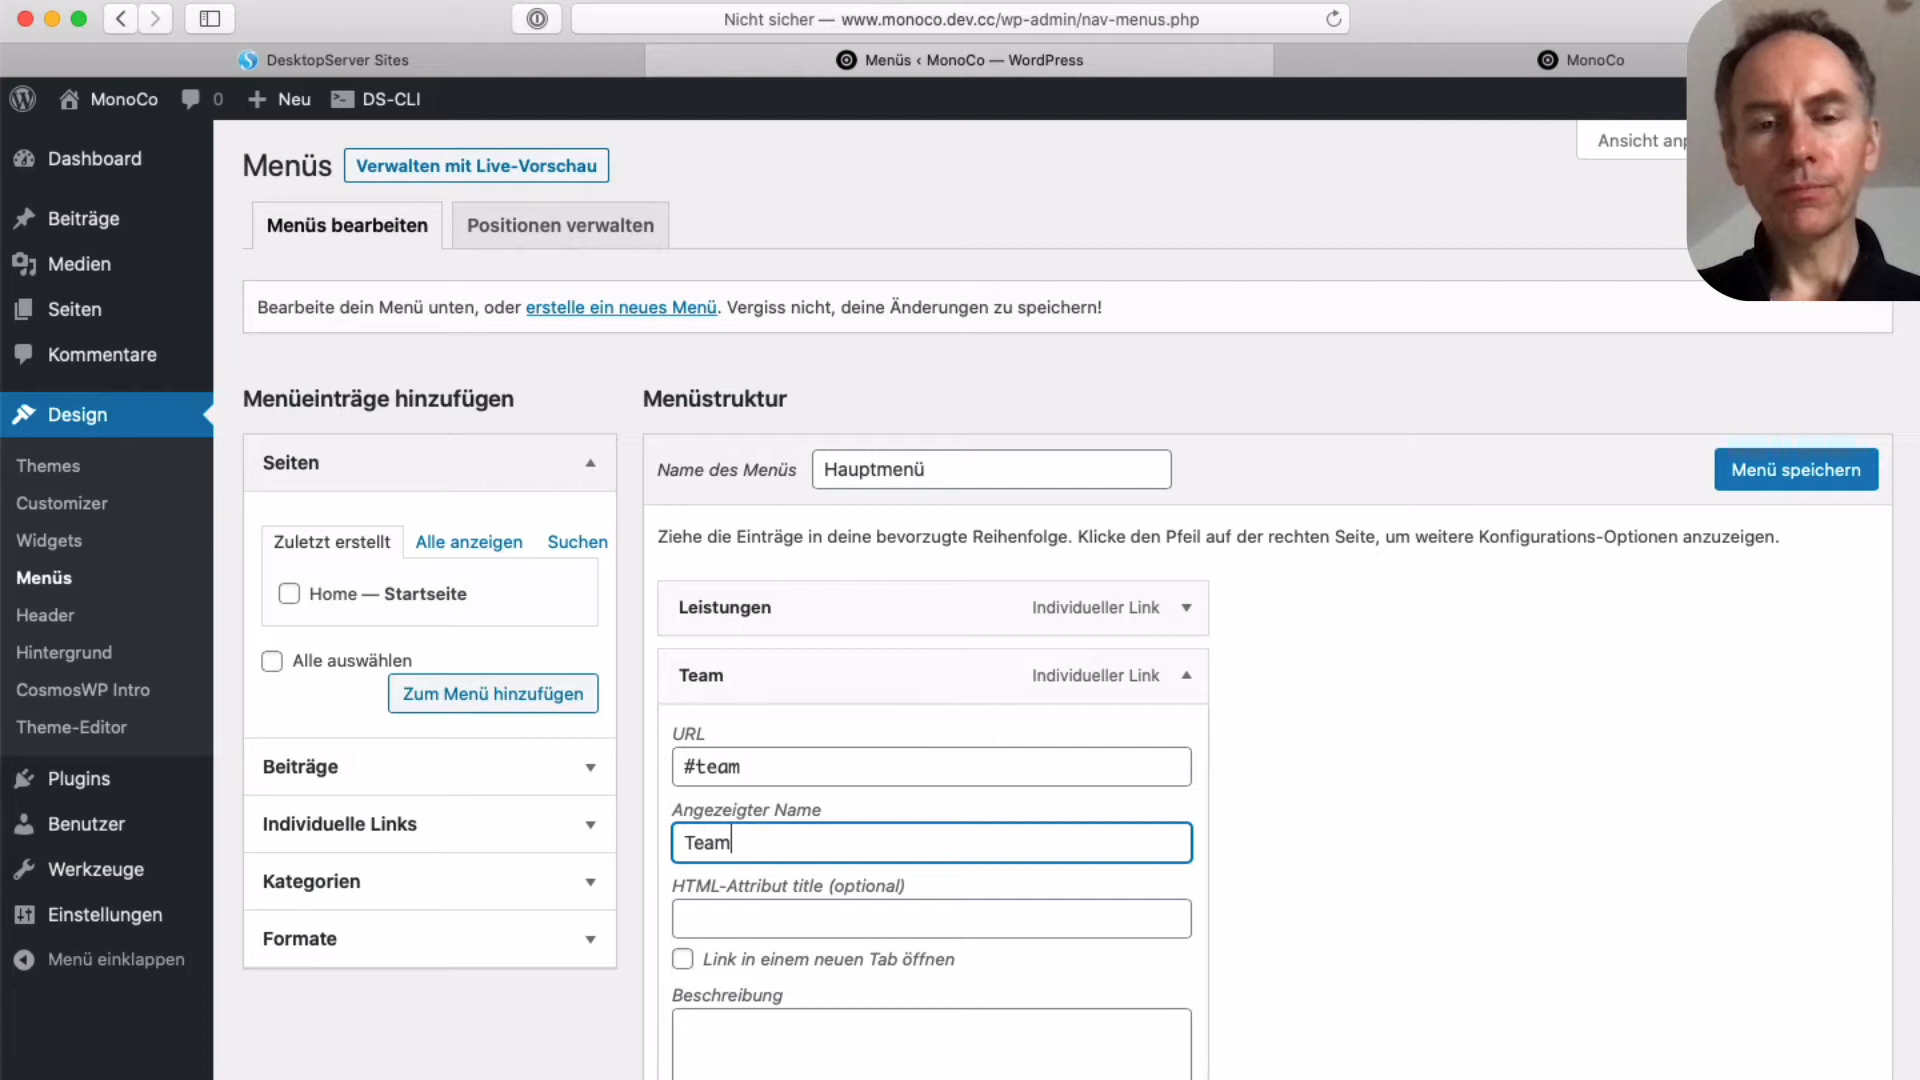 Nicht sicher — www.monoco.dev.cc/wp-admin/nav-menus.php
DesktopServer Sites
Menüs ‹ MonoCo — WordPress
MonoCo
MonoCo
0
Neu
DS-CLI
Dashboard
Beiträge
Medien
Seiten
Kommentare
Design
Themes
Customizer
Widgets
Menüs
Header
Hintergrund
CosmosWP Intro
Theme-Editor
Plugins
Benutzer
Werkzeuge
Einstellungen
Menü einklappen
Menüs
Verwalten mit Live-Vorschau
Ansicht anp
Menüs bearbeiten
Positionen verwalten
Bearbeite dein Menü unten, oder erstelle ein neues Menü. Vergiss nicht, deine Änderungen zu speichern!
Menüeinträge hinzufügen
Seiten
Zuletzt erstellt
Alle anzeigen
Suchen
Home — Startseite
Alle auswählen
Zum Menü hinzufügen
Beiträge
Individuelle Links
Kategorien
Formate
Menüstruktur
Name des Menüs
Hauptmenü
Menü speichern
Ziehe die Einträge in deine bevorzugte Reihenfolge. Klicke den Pfeil auf der rechten Seite, um weitere Konfigurations-Optionen anzuzeigen.
Leistungen
Individueller Link
Team
Individueller Link
URL
#team
Angezeigter Name
Team
HTML-Attribut title (optional)
Link in einem neuen Tab öffnen
Beschreibung